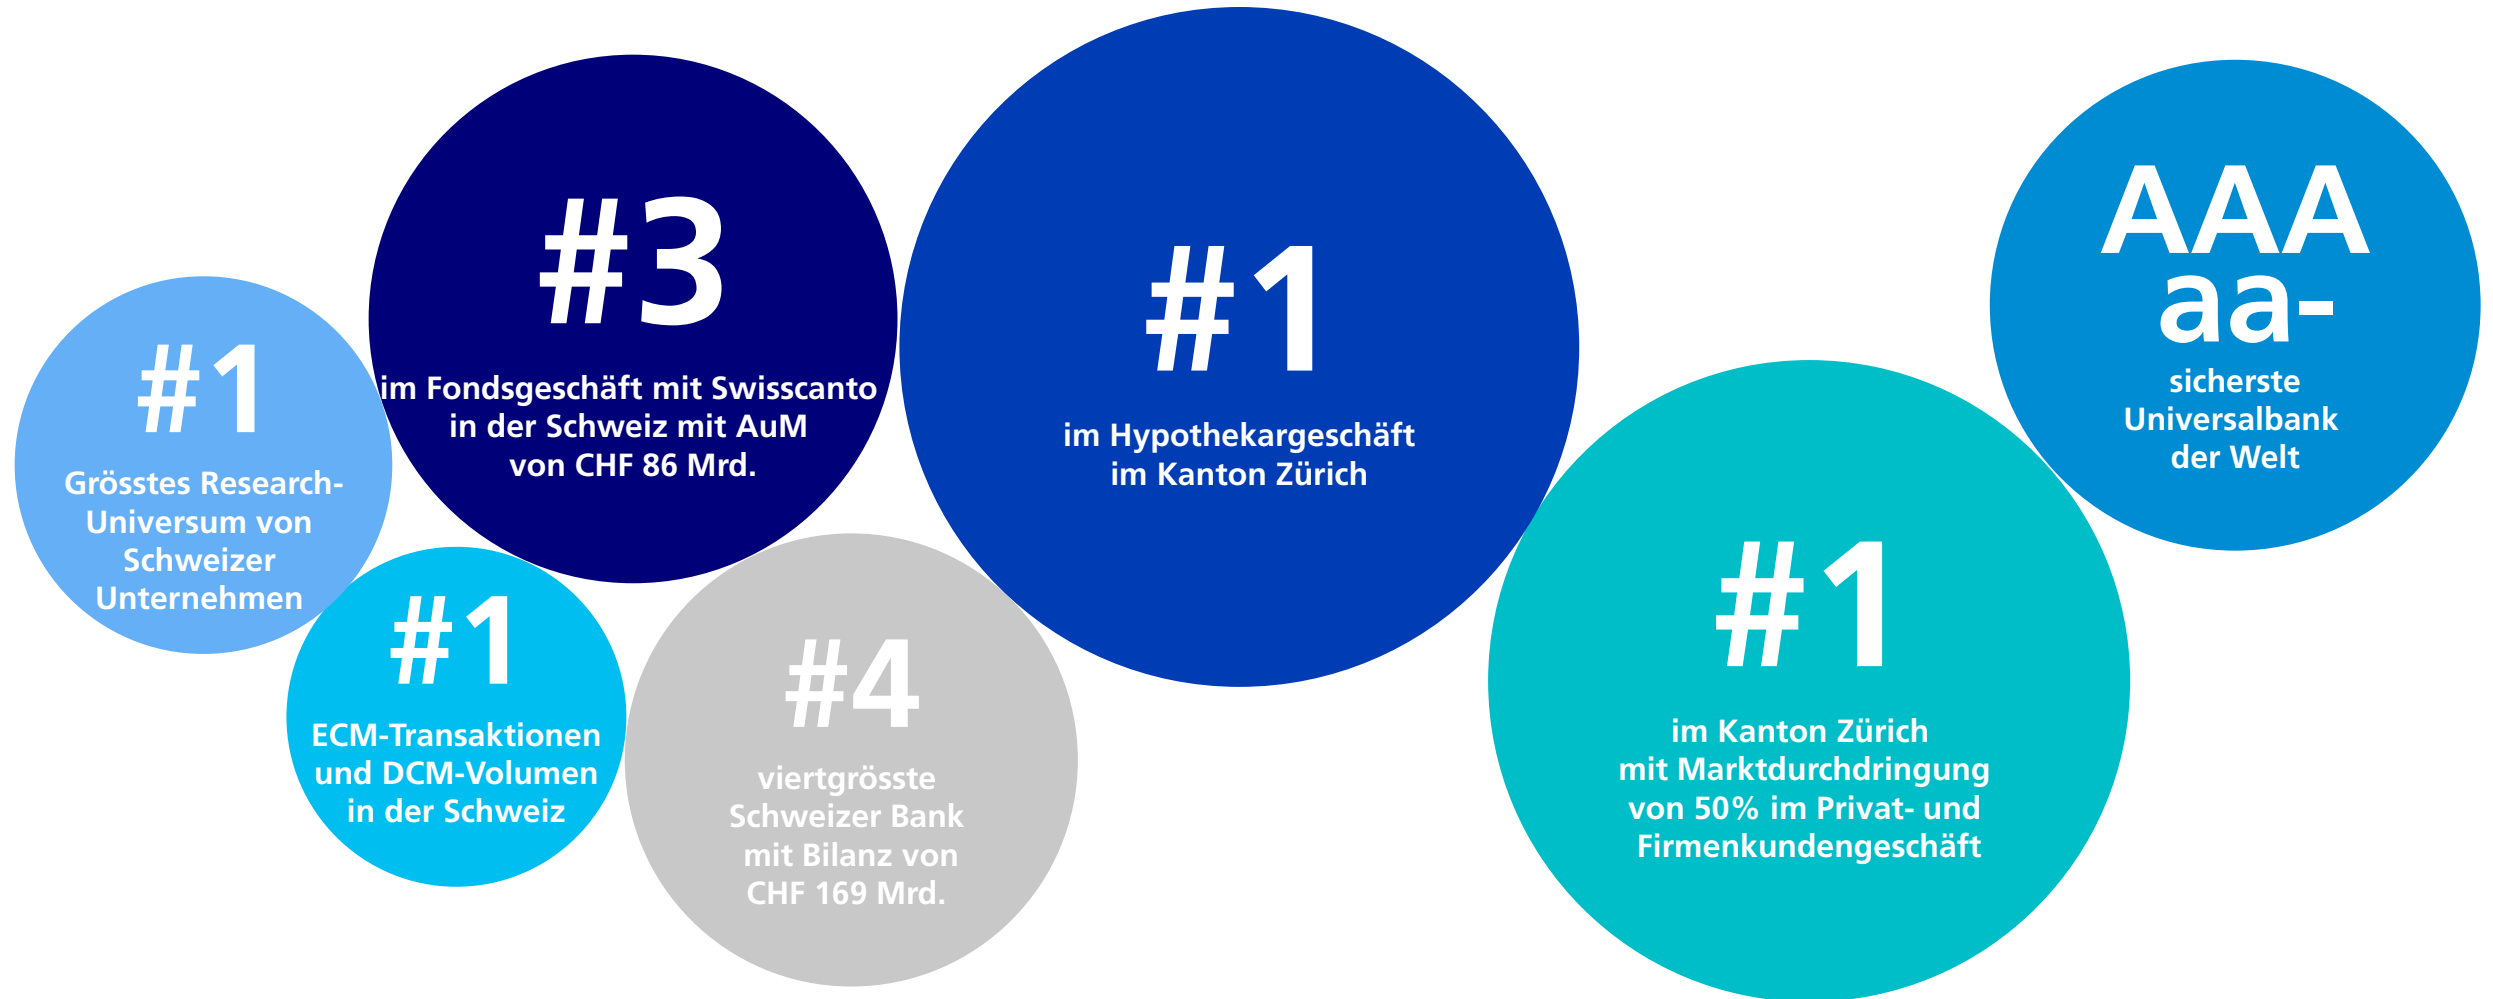 #1
Grösstes Research-
Universum von
Schweizer
Unternehmen
#3
im Fondsgeschäft mit Swisscanto
in der Schweiz mit AuM
von CHF 86 Mrd.
#1
ECM-Transaktionen
und DCM-Volumen
in der Schweiz
#4
viertgrösste
Schweizer Bank
mit Bilanz von
CHF 169 Mrd.
#1
im Hypothekargeschäft
im Kanton Zürich
#1
im Kanton Zürich
mit Marktdurchdringung
von 50% im Privat- und
Firmenkundengeschäft
AAA
aa-
sicherste
Universalbank
der Welt